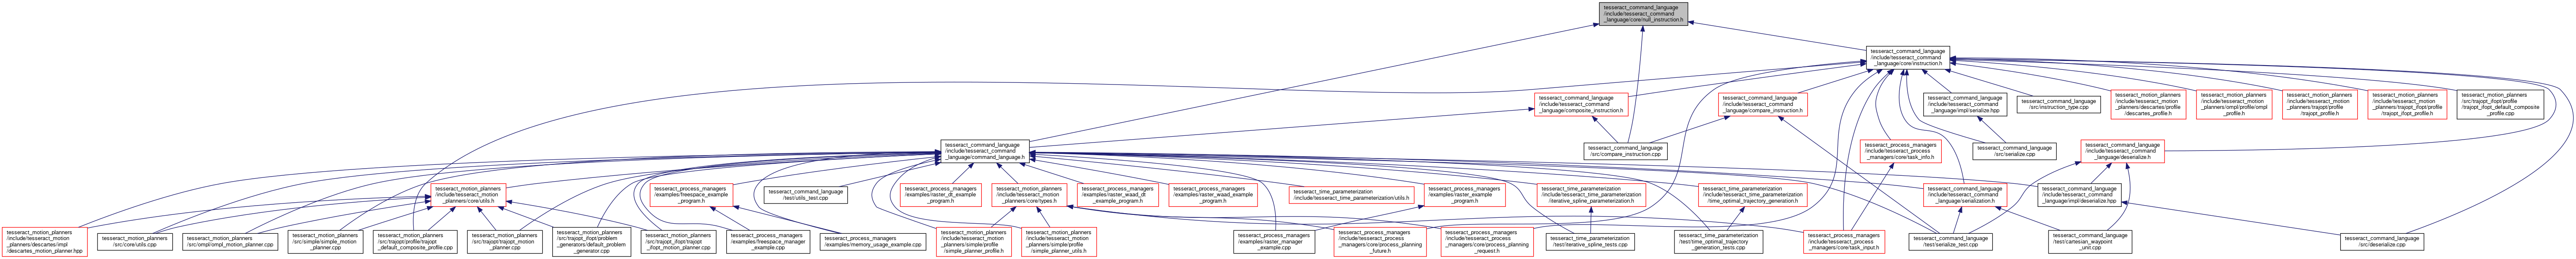 tesseract_command_language
/include/tesseract_command
_language/core/null_instruction.h
tesseract_command_language
/include/tesseract_command
_language/core/instruction.h
tesseract_command_language
/include/tesseract_command
_language/composite_instruction.h
tesseract_command_language
/include/tesseract_command
_language/compare_instruction.h
tesseract_command_language
/include/tesseract_command
_language/impl/serialize.hpp
tesseract_command_language
/src/instruction_type.cpp
tesseract_motion_planners
/include/tesseract_motion
_planners/descartes/profile
/descartes_profile.h
tesseract_motion_planners
/include/tesseract_motion
_planners/ompl/profile/ompl
_profile.h
tesseract_motion_planners
/include/tesseract_motion
_planners/trajopt/profile
/trajopt_profile.h
tesseract_motion_planners
/include/tesseract_motion
_planners/trajopt_ifopt/profile
/trajopt_ifopt_profile.h
tesseract_motion_planners
/src/trajopt_ifopt/profile
/trajopt_ifopt_default_composite
_profile.cpp
tesseract_command_language
/include/tesseract_command
_language/command_language.h
tesseract_command_language
/src/compare_instruction.cpp
tesseract_process_managers
/include/tesseract_process
_managers/core/task_info.h
tesseract_command_language
/src/serialize.cpp
tesseract_command_language
/include/tesseract_command
_language/deserialize.h
tesseract_motion_planners
/include/tesseract_motion
_planners/core/utils.h
tesseract_process_managers
/examples/freespace_example
_program.h
tesseract_command_language
/test/utils_test.cpp
tesseract_process_managers
/examples/raster_dt_example
_program.h
tesseract_motion_planners
/include/tesseract_motion
_planners/core/types.h
tesseract_process_managers
/examples/raster_waad_dt
_example_program.h
tesseract_process_managers
/examples/raster_waad_example
_program.h
tesseract_time_parameterization
/include/tesseract_time_parameterization/utils.h
tesseract_process_managers
/examples/raster_example
_program.h
tesseract_time_parameterization
/include/tesseract_time_parameterization
/iterative_spline_parameterization.h
tesseract_time_parameterization
/include/tesseract_time_parameterization
/time_optimal_trajectory_generation.h
tesseract_command_language
/include/tesseract_command
_language/serialization.h
tesseract_command_language
/include/tesseract_command
_language/impl/deserialize.hpp
tesseract_motion_planners
/include/tesseract_motion
_planners/descartes/impl
/descartes_motion_planner.hpp
tesseract_motion_planners
/src/core/utils.cpp
tesseract_motion_planners
/src/ompl/ompl_motion_planner.cpp
tesseract_motion_planners
/src/simple/simple_motion
_planner.cpp
tesseract_motion_planners
/src/trajopt/profile/trajopt
_default_composite_profile.cpp
tesseract_motion_planners
/src/trajopt/trajopt_motion
_planner.cpp
tesseract_motion_planners
/src/trajopt_ifopt/problem
_generators/default_problem
_generator.cpp
tesseract_motion_planners
/src/trajopt_ifopt/trajopt
_ifopt_motion_planner.cpp
tesseract_process_managers
/examples/freespace_manager
_example.cpp
tesseract_process_managers
/examples/memory_usage_example.cpp
tesseract_motion_planners
/include/tesseract_motion
_planners/simple/profile
/simple_planner_profile.h
tesseract_motion_planners
/include/tesseract_motion
_planners/simple/profile
/simple_planner_utils.h
tesseract_process_managers
/examples/raster_manager
_example.cpp
tesseract_process_managers
/include/tesseract_process
_managers/core/process_planning
_future.h
tesseract_process_managers
/include/tesseract_process
_managers/core/process_planning
_request.h
tesseract_time_parameterization
/test/iterative_spline_tests.cpp
tesseract_time_parameterization
/test/time_optimal_trajectory
_generation_tests.cpp
tesseract_process_managers
/include/tesseract_process
_managers/core/task_input.h
tesseract_command_language
/test/serialize_test.cpp
tesseract_command_language
/test/cartesian_waypoint
_unit.cpp
tesseract_command_language
/src/deserialize.cpp